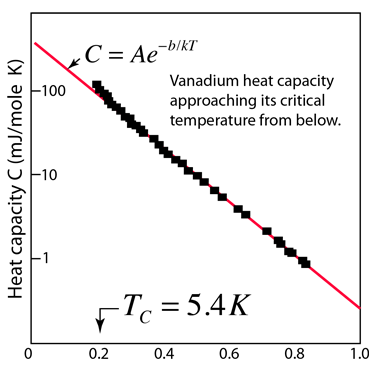 C = Ae^{-b/kT}
Vanadium heat capacity
approaching its critical
temperature from below.
Heat capacity C (mJ/mole K)
100
10
1
T_C = 5.4K
0 0.2 0.4 0.6 0.8 1.0